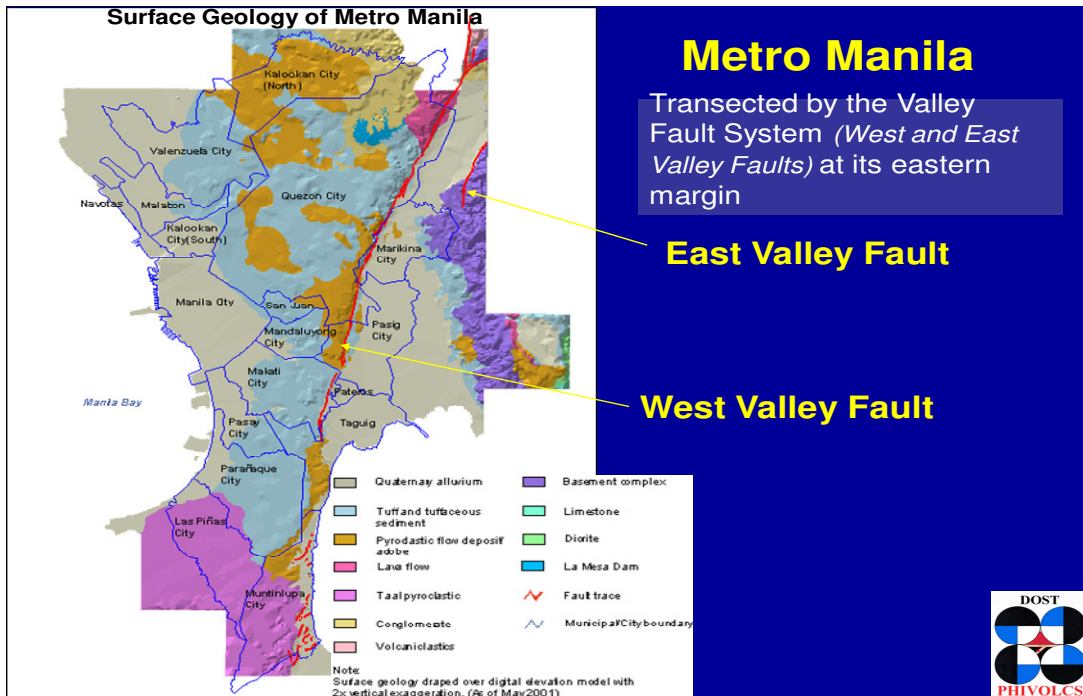 Surface Geology of Metro Manila
Kalookan City
(North)
Valenzuela City
Quezon City
Navotas
Malabon
Kalookan
City(South)
Marikina
City
Manila City
San Juan
Mandaluyong
City
Pasig
City
Makati
City
Pateros
Manila Bay
Pasay
City
Taguig
Parañaque
City
Las Piñas
City
Muntinlupa
City
Quaternary alluvium
Tuff and tuffaceous
sediment
Pyroclastic flow deposit/
adobe
Lava flow
Taal pyroclastic
Conglomerate
Volcaniclastics
Basement complex
Limestone
Diorite
La Mesa Dam
Fault trace
Municipal/City boundary
Note:
Surface geology draped over digital elevation model with
2x vertical exaggeration. (As of May 2001)
Metro Manila
Transected by the Valley
Fault System (West and East
Valley Faults) at its eastern
margin
East Valley Fault
West Valley Fault
DOST
PHIVOLCS